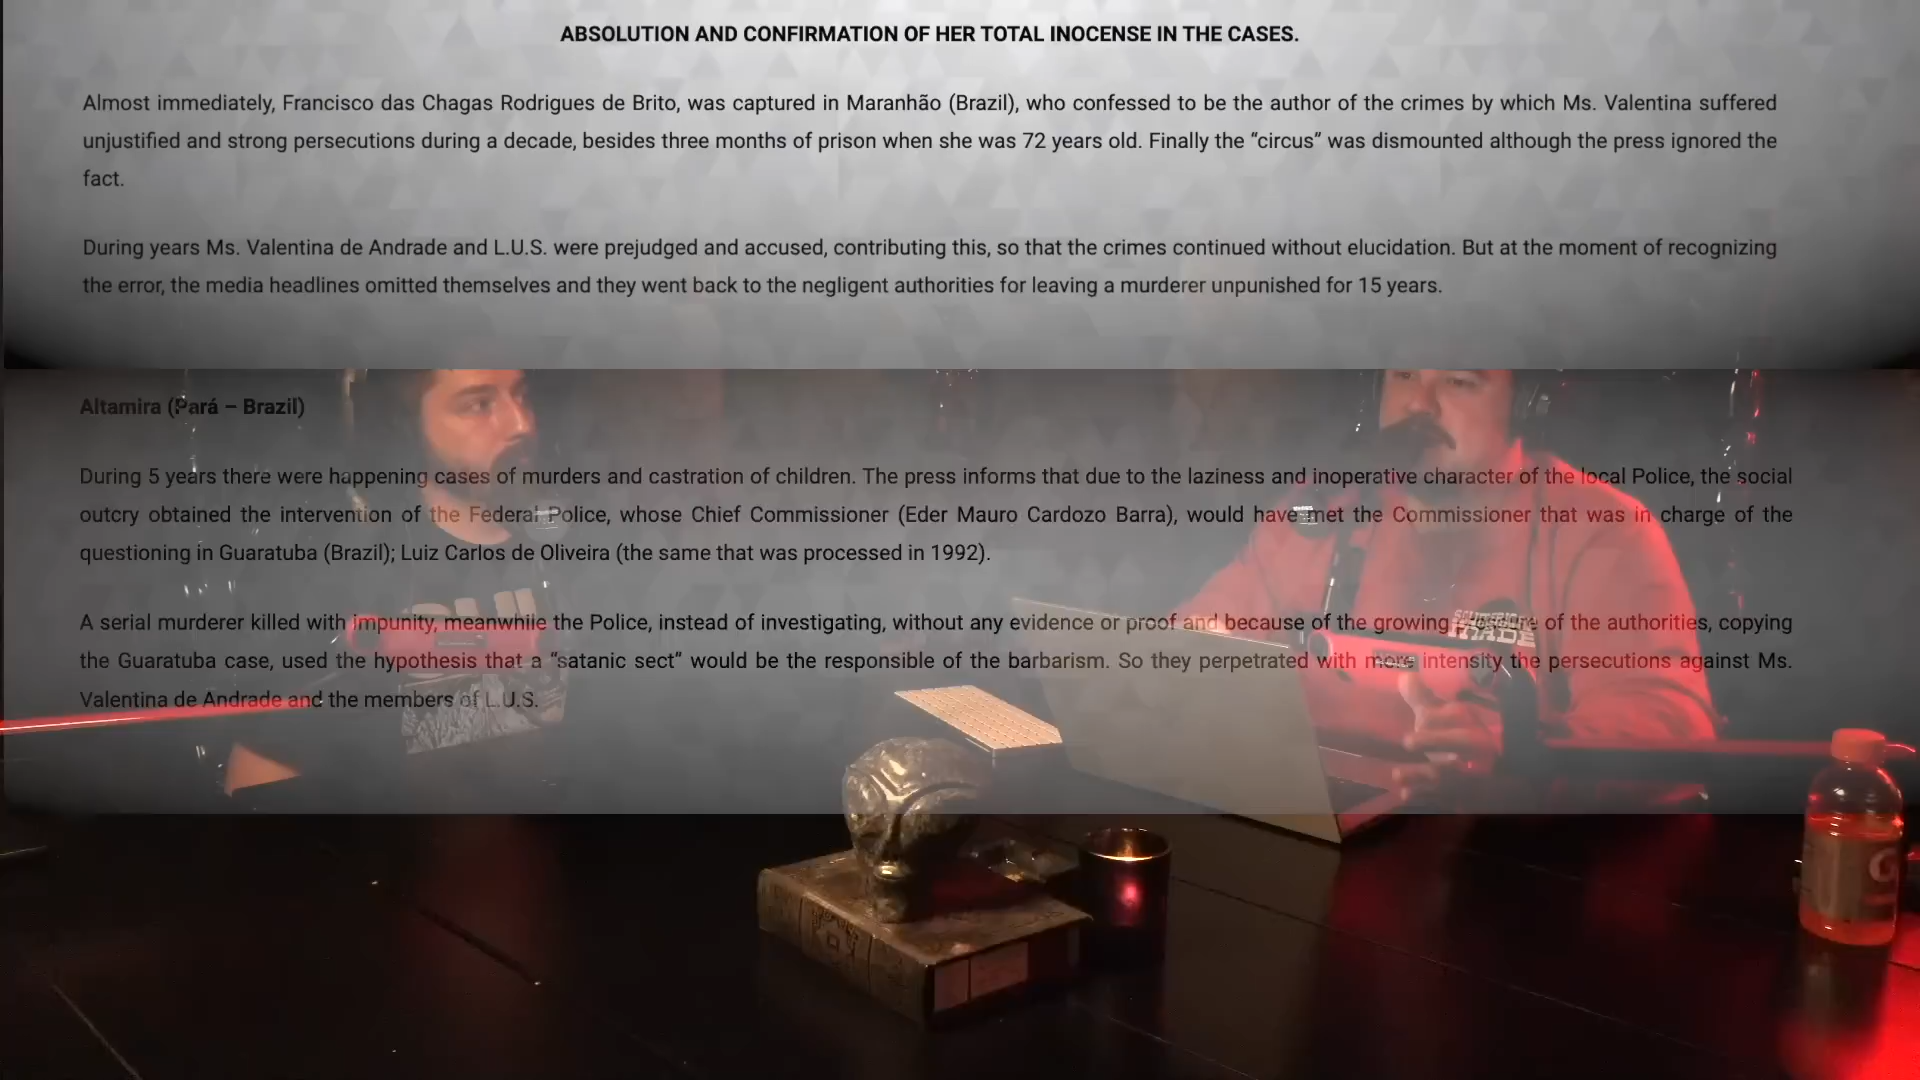 ABSOLUTION AND CONFIRMATION OF HER TOTAL INOCENSE IN THE CASES.
Almost immediately, Francisco das Chagas Rodrigues de Brito, was captured in Maranhão (Brazil), who confessed to be the author of the crimes by which Ms. Valentina suffered
unjustified and strong persecutions during a decade, besides three months of prison when she was 72 years old. Finally the “circus” was dismounted although the press ignored the
fact.
During years Ms. Valentina de Andrade and L.U.S. were prejudged and accused, contributing this, so that the crimes continued without elucidation. But at the moment of recognizing
the error, the media headlines omitted themselves and they went back to the negligent authorities for leaving a murderer unpunished for 15 years.
Altamira (Pará – Brazil)
During 5 years there were happening cases of murders and castration of children. The press informs that due to the laziness and inoperative character of the local Police, the social
outcry obtained the intervention of the Federal Police, whose Chief Commissioner (Eder Mauro Cardozo Barra), would have met the Commissioner that was in charge of the
questioning in Guaratuba (Brazil); Luiz Carlos de Oliveira (the same that was processed in 1992).
A serial murderer killed with impunity, meanwhile the Police, instead of investigating, without any evidence or proof and because of the growing pressure of the authorities, copying
the Guaratuba case, used the hypothesis that a “satanic sect” would be the responsible of the barbarism. So they perpetrated with more intensity the persecutions against Ms.
Valentina de Andrade and the members of L.U.S.
G